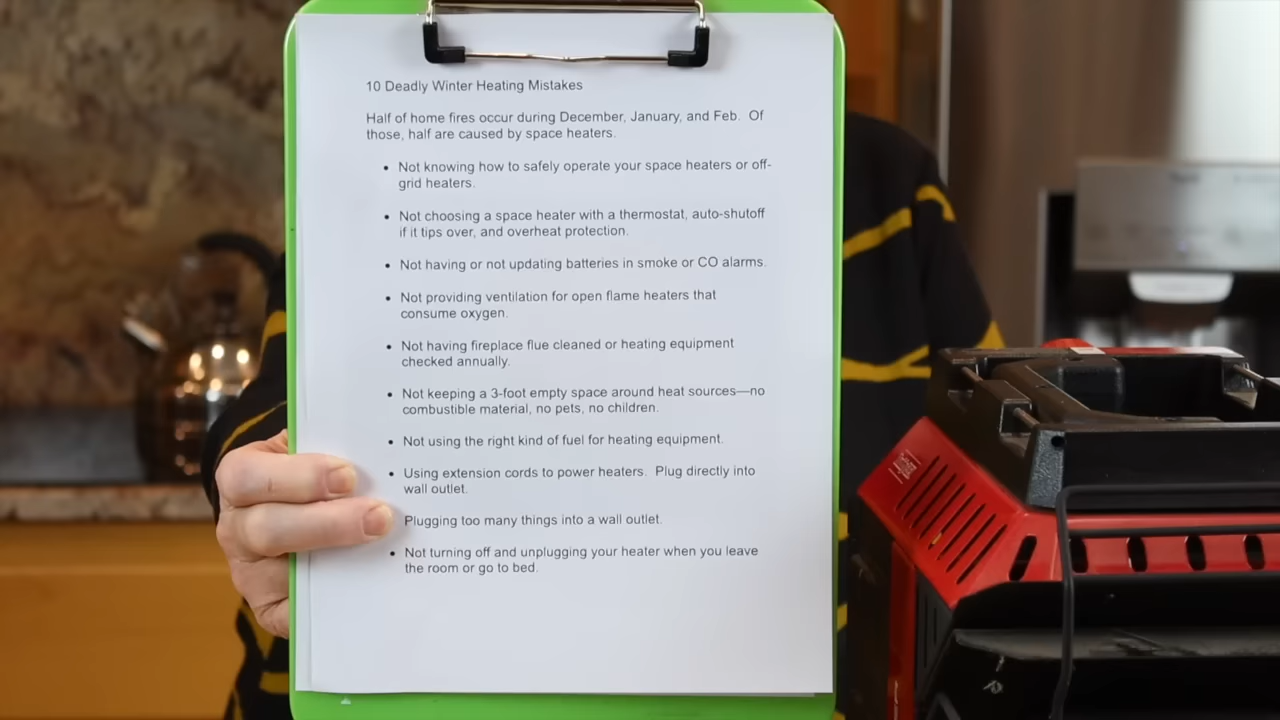 10 Deadly Winter Heating Mistakes
Half of home fires occur during December, January, and Feb. Of
those, half are caused by space heaters.
• Not knowing how to safely operate your space heaters or off-
grid heaters.
• Not choosing a space heater with a thermostat, auto-shutoff
if it tips over, and overheat protection.
• Not having or not updating batteries in smoke or CO alarms.
• Not providing ventilation for open flame heaters that
consume oxygen.
• Not having fireplace flue cleaned or heating equipment
checked annually.
• Not keeping a 3-foot empty space around heat sources—no
combustible material, no pets, no children.
• Not using the right kind of fuel for heating equipment.
• Using extension cords to power heaters. Plug directly into
wall outlet.
Plugging too many things into a wall outlet.
• Not turning off and unplugging your heater when you leave
the room or go to bed.